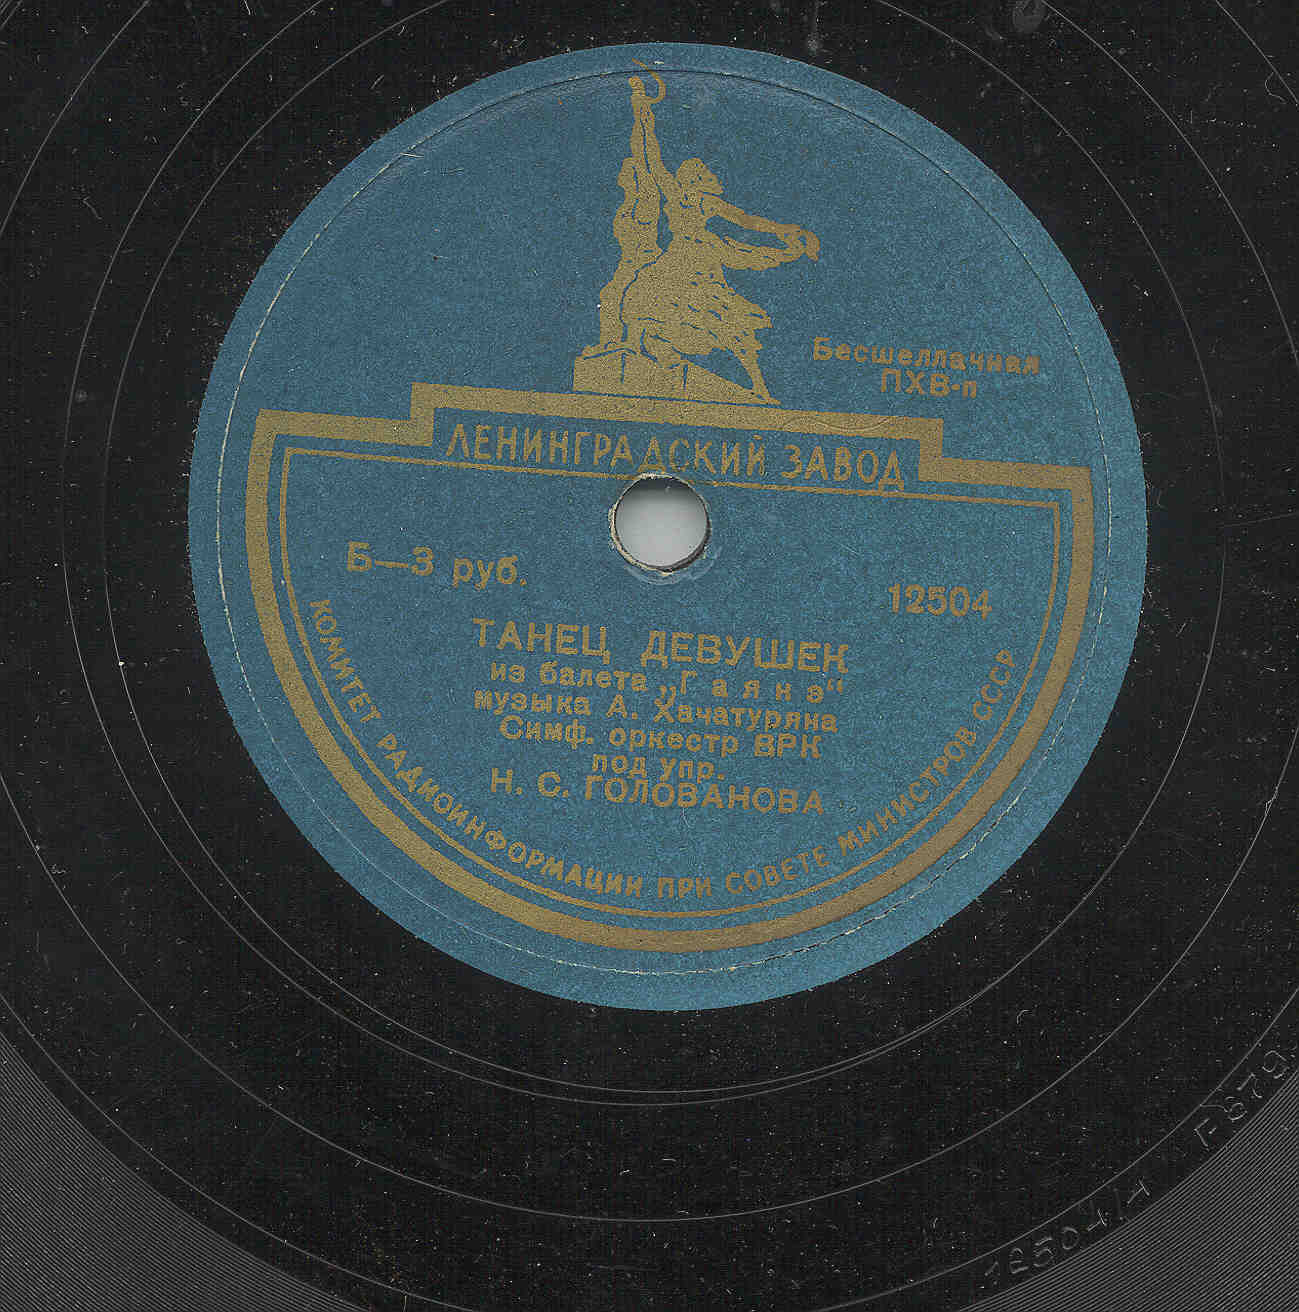 Бесшеллачная
ПХВ-п
ЛЕНИНГРАДСКИЙ ЗАВОД
Б—3 руб.
12504
ТАНЕЦ ДЕВУШЕК
из балета „Гаянэ“
музыка А. Хачатуряна
Симф. оркестр ВРК
под упр.
Н. С. ГОЛОВАНОВА
КОМИТЕТ РАДИОИНФОРМАЦИИ ПРИ СОВЕТЕ МИНИСТРОВ СССР